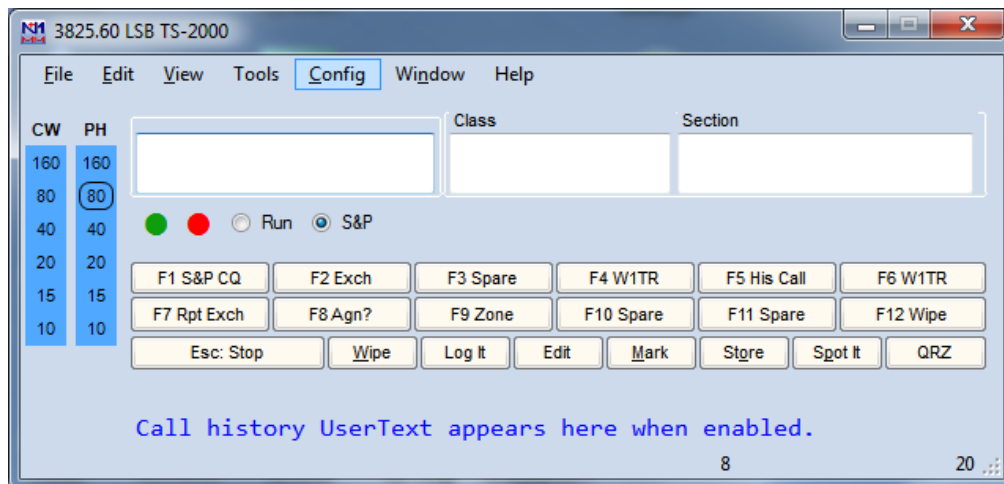 N1 MM 3825.60 LSB TS-2000
File Edit View Tools Config Window Help
Class Section
CW PH
160 160
80 80
40 40
20 20
15 15
10 10
Run S&P
F1 S&P CQ F2 Exch F3 Spare F4 W1TR F5 His Call F6 W1TR
F7 Rpt Exch F8 Agn? F9 Zone F10 Spare F11 Spare F12 Wipe
Esc: Stop Wipe Log It Edit Mark Store Spot It QRZ
Call history UserText appears here when enabled.
8 20